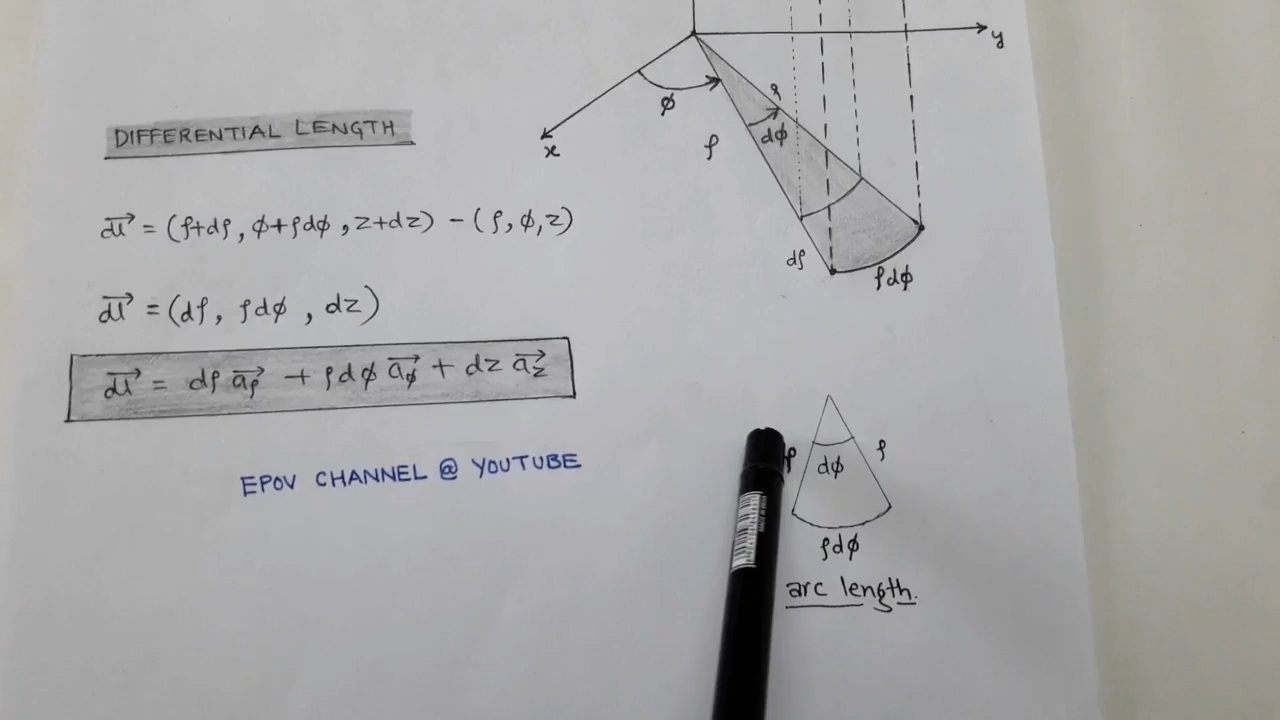 DIFFERENTIAL LENGTH
dl⃗ = (ρ+dρ, ϕ+ρdϕ, z+dz) - (ρ, ϕ, z)
dl⃗ = (dρ, ρdϕ, dz)
dl⃗ = dρ a⃗ρ + ρdϕ a⃗ϕ + dz a⃗z
EPOV CHANNEL @ YOUTUBE
y
x
ϕ
ρ
dϕ
ρ
dρ
ρdϕ
ρ
dϕ
ρ
ρdϕ
arc length.